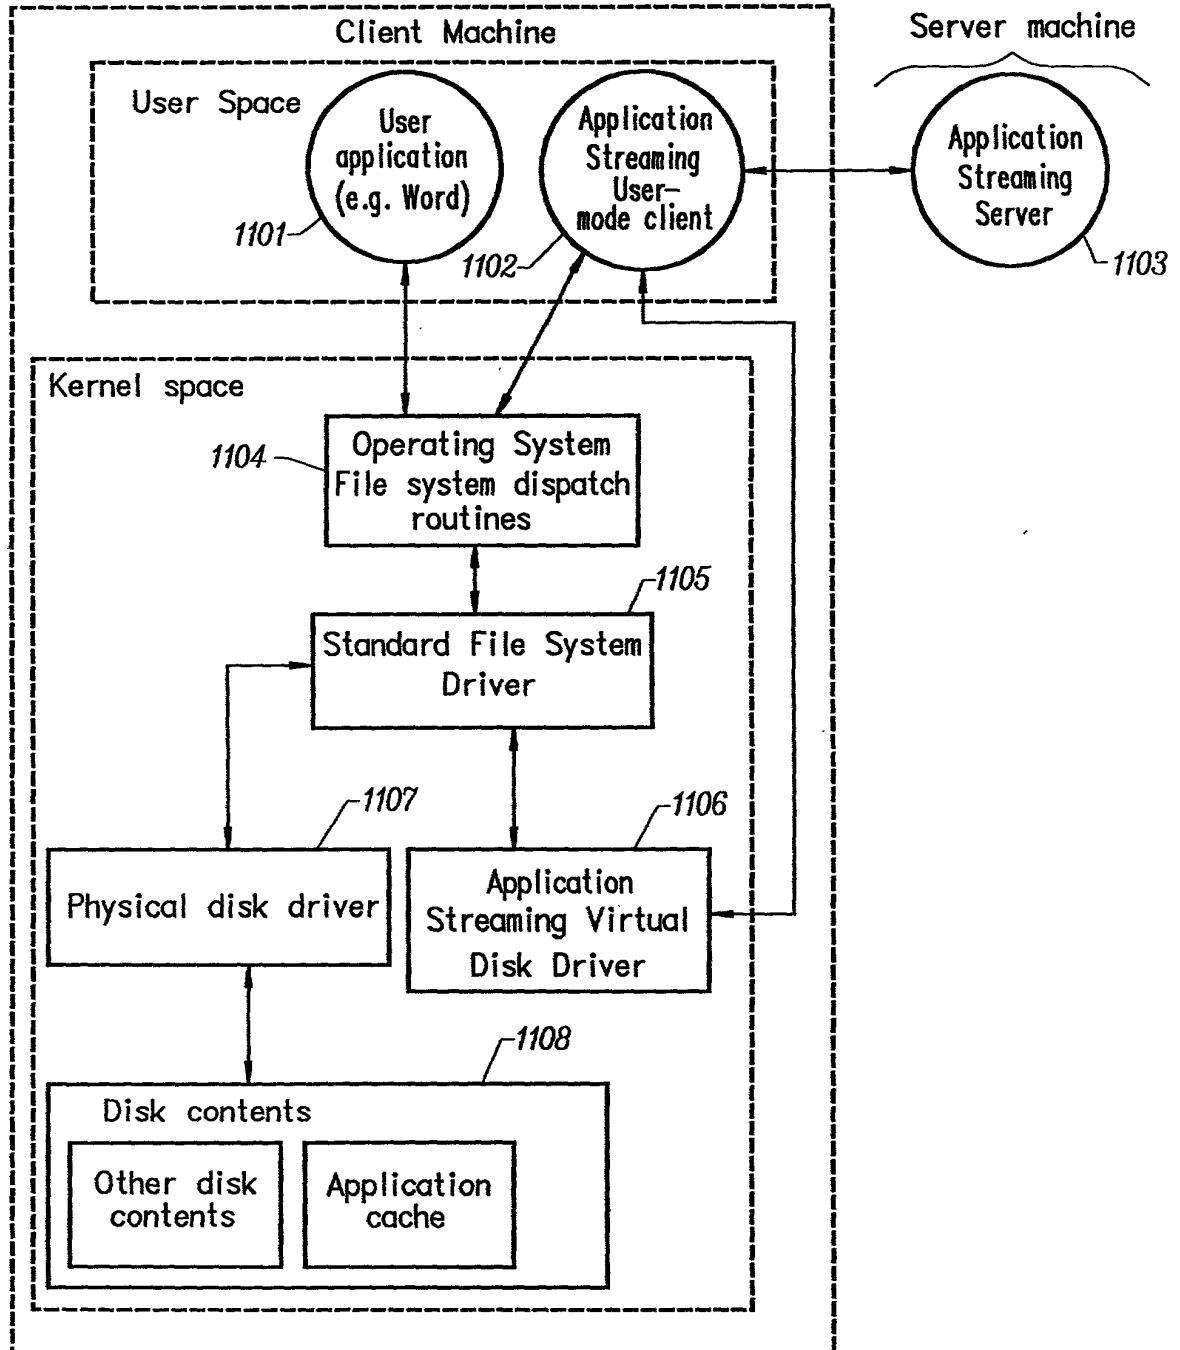 Client Machine
Server machine
User Space
User
application
(e.g. Word)
1101
Application
Streaming
User-
mode client
1102
Application
Streaming
Server
1103
Kernel space
Operating System
File system dispatch
routines
1104
1105
Standard File System
Driver
1107
Physical disk driver
1106
Application
Streaming Virtual
Disk Driver
1108
Disk contents
Other disk
contents
Application
cache